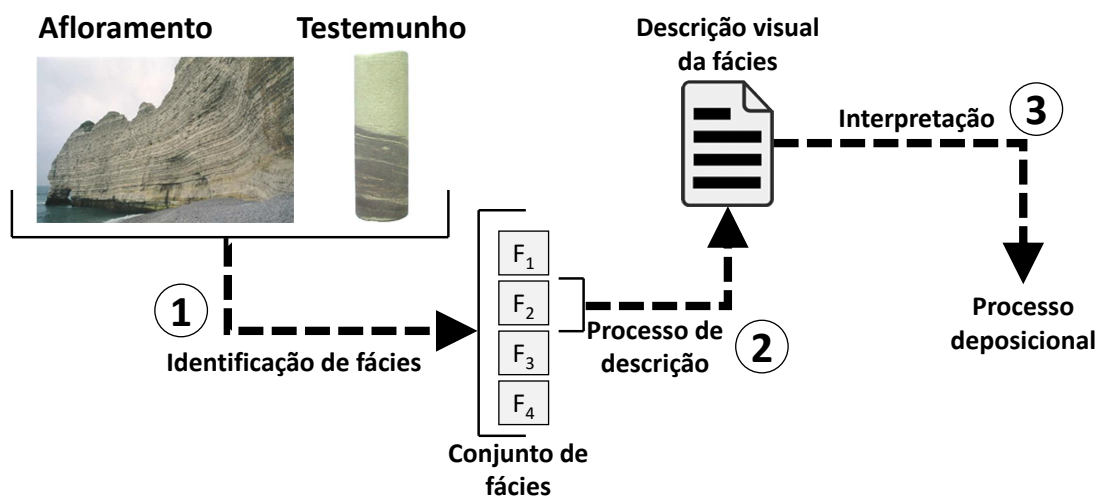 Afloramento
Testemunho
1
Identificação de fácies
F1
F2
F3
F4
Conjunto de
fácies
Processo de
descrição
2
Descrição visual
da fácies
Interpretação
3
Processo
deposicional